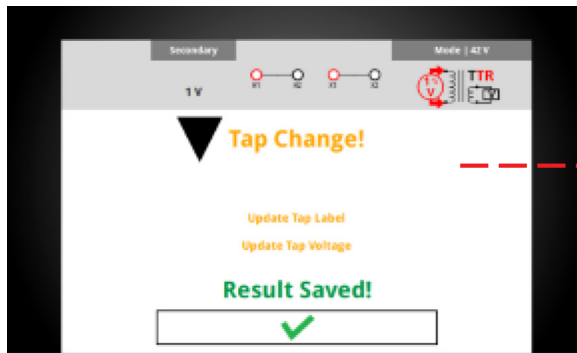 Secondary
Mode | 42 V
1 V
H1 H2 X1 X2
1 V
TTR
V
Tap Change!
Update Tap Label
Update Tap Voltage
Result Saved!